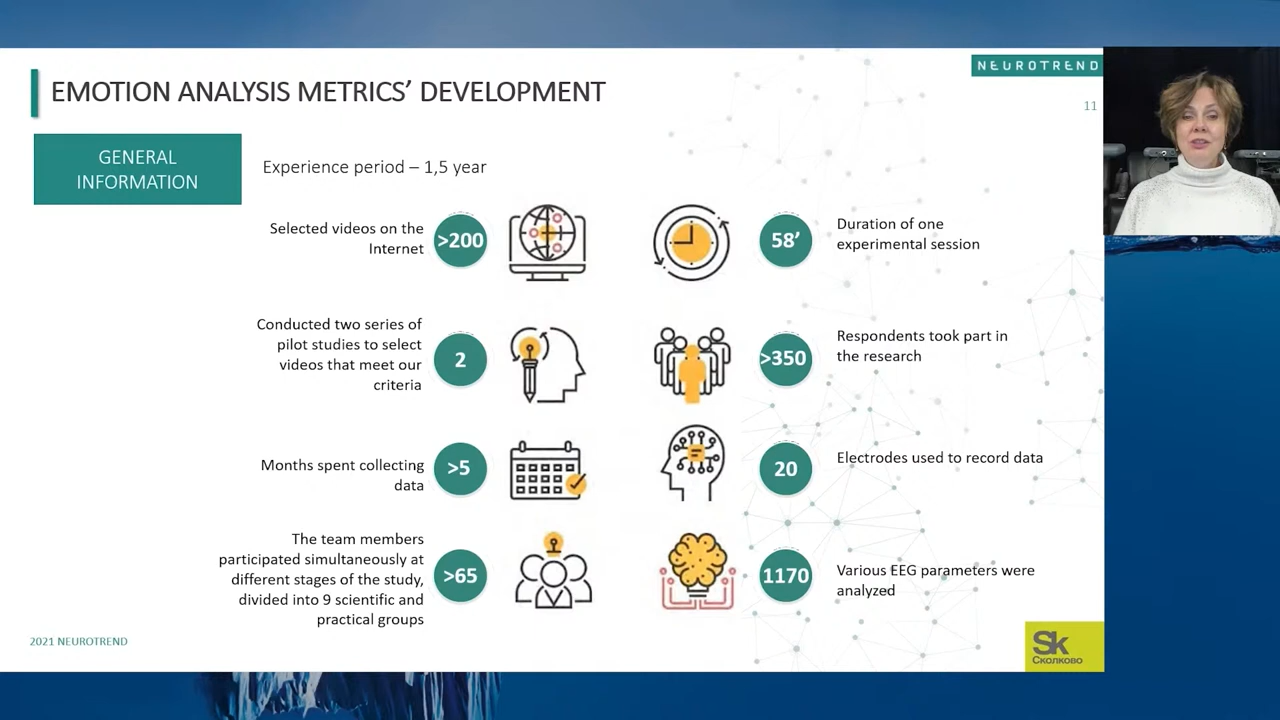 EMOTION ANALYSIS METRICS’ DEVELOPMENT
NEUROTREND
11
GENERAL
INFORMATION
Experience period – 1,5 year
Selected videos on the
Internet
>200
58’
Duration of one
experimental session
Conducted two series of
pilot studies to select
videos that meet our
criteria
2
>350
Respondents took part in
the research
Months spent collecting
data
>5
20
Electrodes used to record data
The team members
participated simultaneously at
different stages of the study,
divided into 9 scientific and
practical groups
>65
1170
Various EEG parameters were
analyzed
2021 NEUROTREND
Sk
Сколково